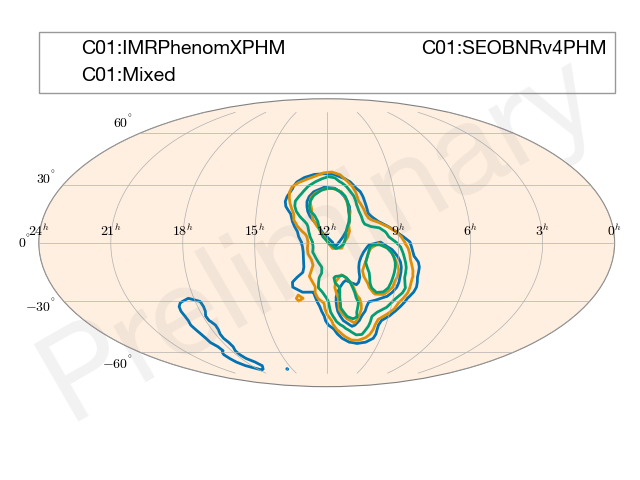 C01:IMRPhenomXPHM C01:SEOBNRv4PHM
C01:Mixed
60°
30°
0° 24h 21h 18h 15h 12h 9h 6h 3h 0h
−30°
−60°
Preliminary